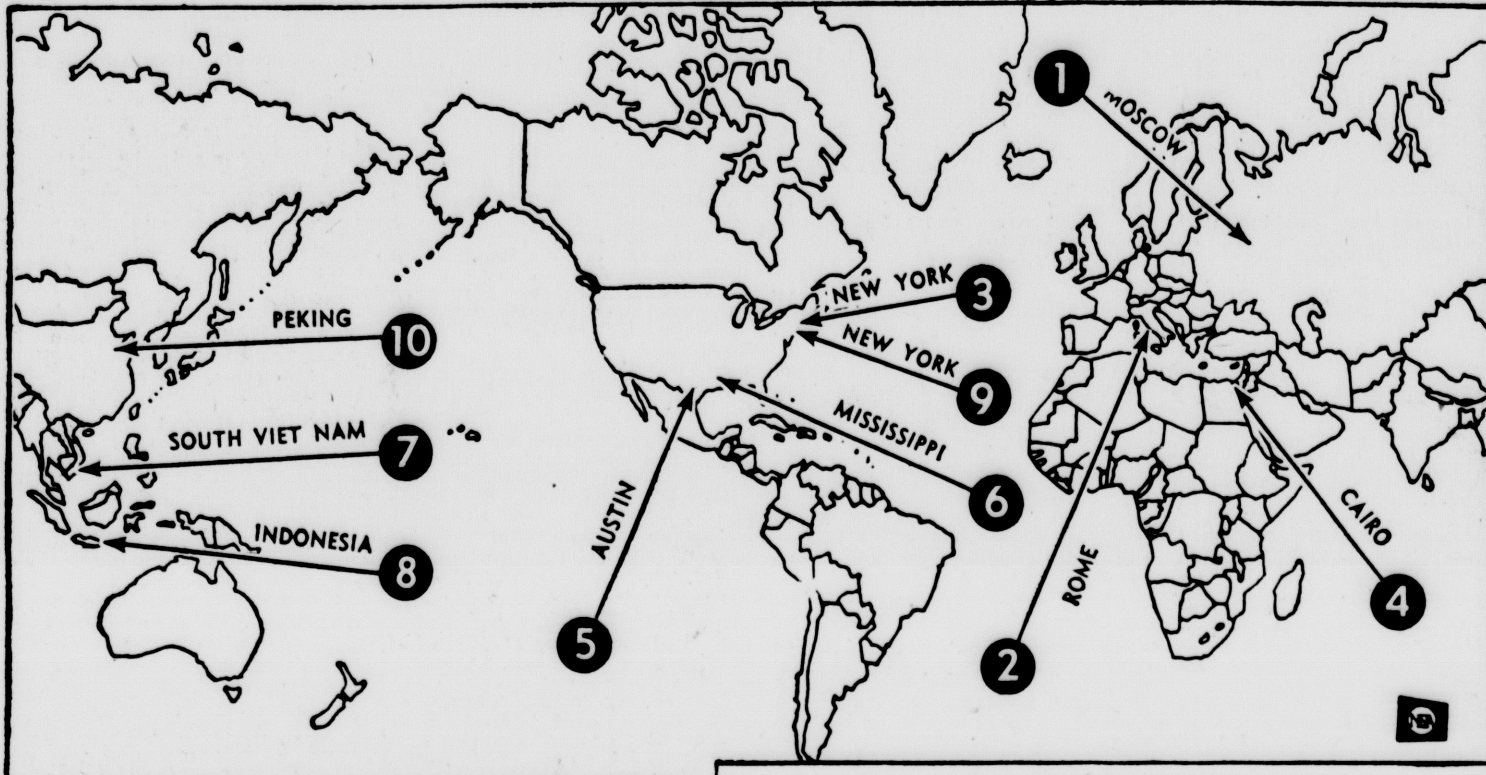 1
MOSCOW
NEW YORK
3
PEKING
10
NEW YORK
9
MISSISSIPPI
6
SOUTH VIET NAM
7
AUSTIN
5
INDONESIA
8
ROME
2
CAIRO
4
NEA